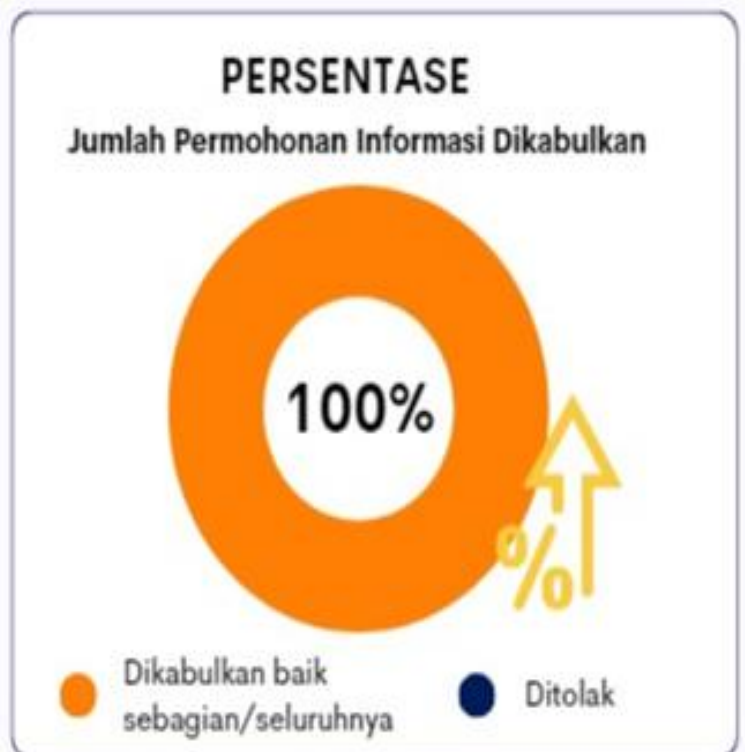 PERSENTASE
Jumlah Permohonan Informasi Dikabulkan
100%
%
Dikabulkan baik
sebagian/seluruhnya
Ditolak